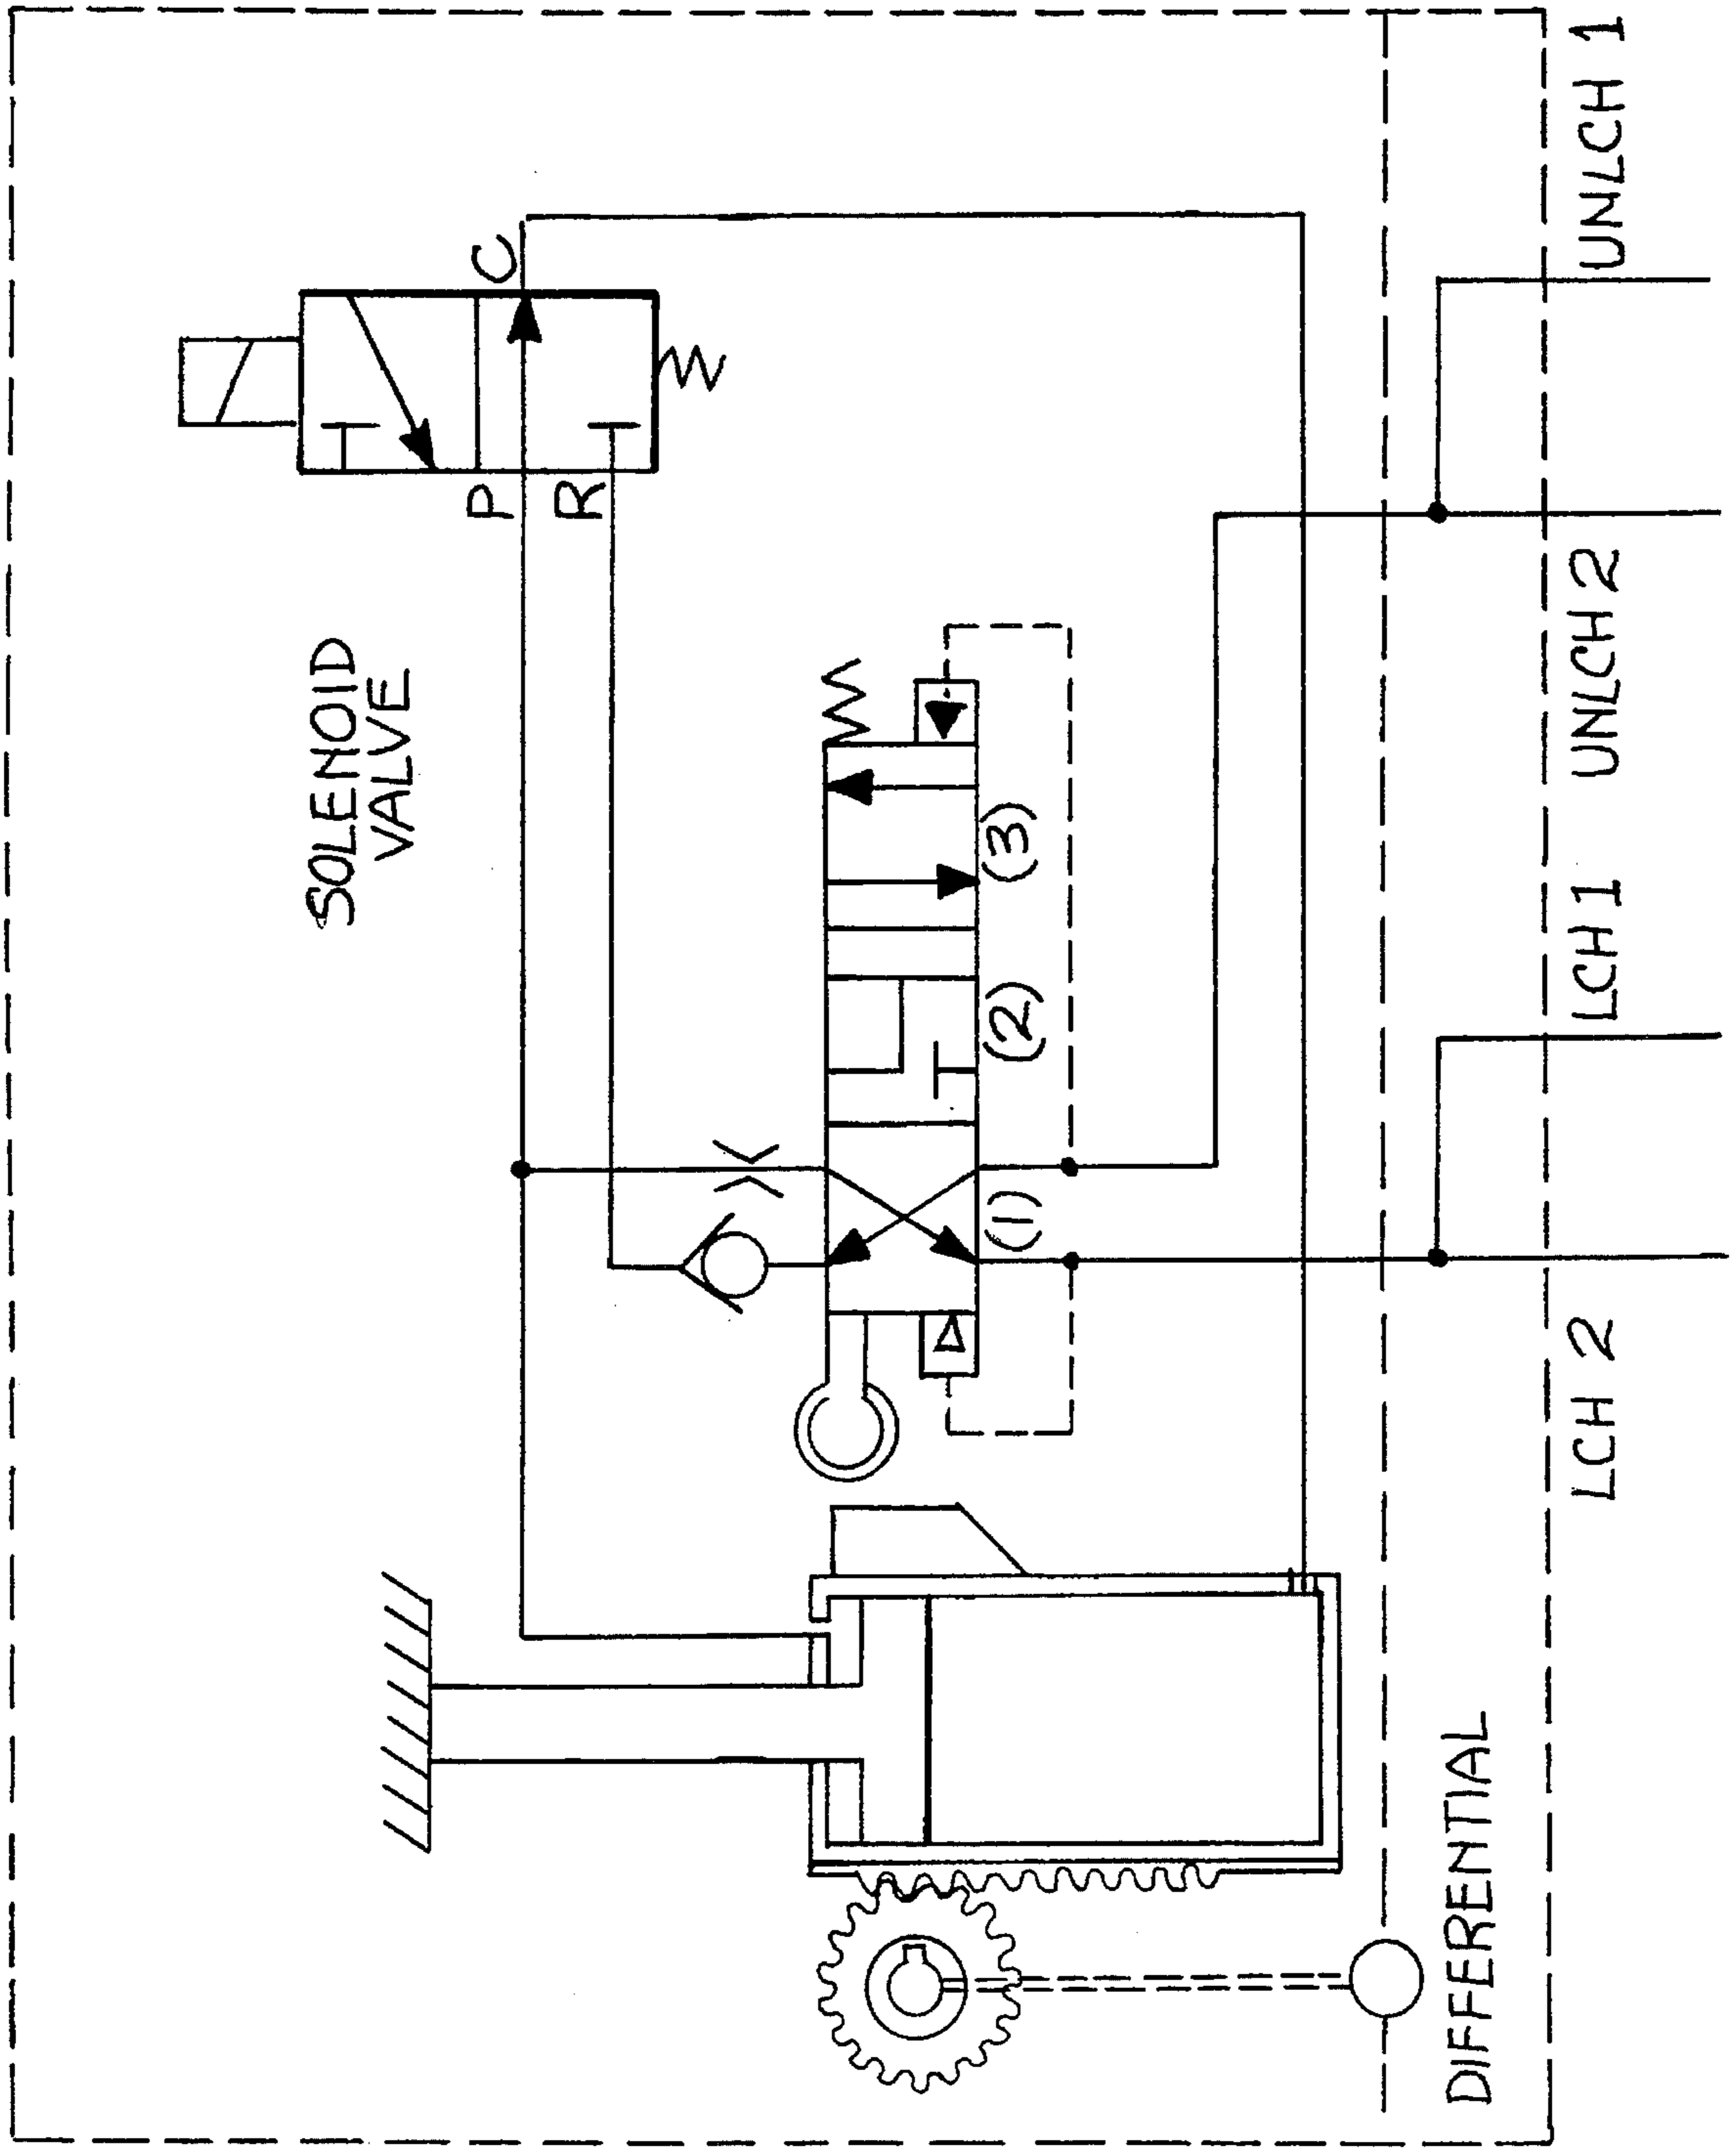 SOLENOID
VALVE
P
R
C
(1)
(2)
(3)
DIFFERENTIAL
LCH 2
LCH 1
UNLCH 2
UNLCH 1